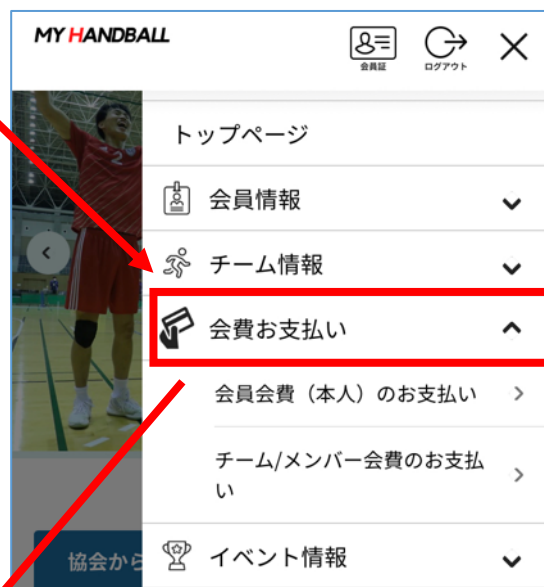 MY HANDBALL
会員証
ログアウト
トップページ
会員情報
チーム情報
会費お支払い
会員会費（本人）のお支払い
チーム/メンバー会費のお支払
い
協会から
イベント情報
2